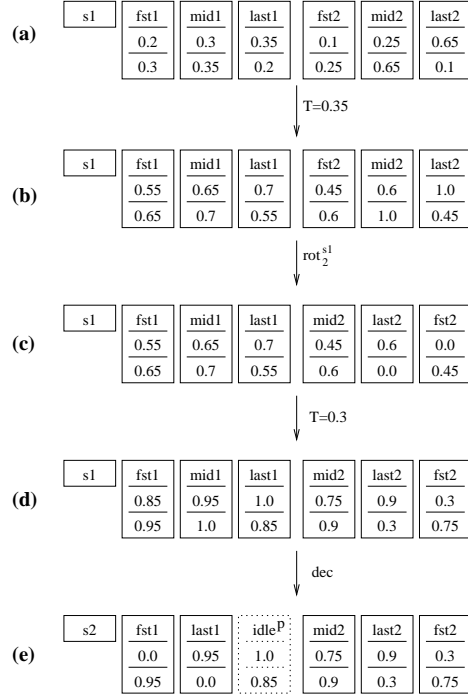 s1 fst1 mid1 last1 fst2 mid2 last2
(a) 0.2 0.3 0.35 0.1 0.25 0.65
0.3 0.35 0.2 0.25 0.65 0.1
T=0.35
s1 fst1 mid1 last1 fst2 mid2 last2
(b) 0.55 0.65 0.7 0.45 0.6 1.0
0.65 0.7 0.55 0.6 1.0 0.45
rot s1 2
s1 fst1 mid1 last1 mid2 last2 fst2
(c) 0.55 0.65 0.7 0.45 0.6 0.0
0.65 0.7 0.55 0.6 0.0 0.45
T=0.3
s1 fst1 mid1 last1 mid2 last2 fst2
(d) 0.85 0.95 1.0 0.75 0.9 0.3
0.95 1.0 0.85 0.9 0.3 0.75
dec
s2 fst1 last1 idle p mid2 last2 fst2
(e) 0.0 0.95 1.0 0.75 0.9 0.3
0.95 0.0 0.85 0.9 0.3 0.75